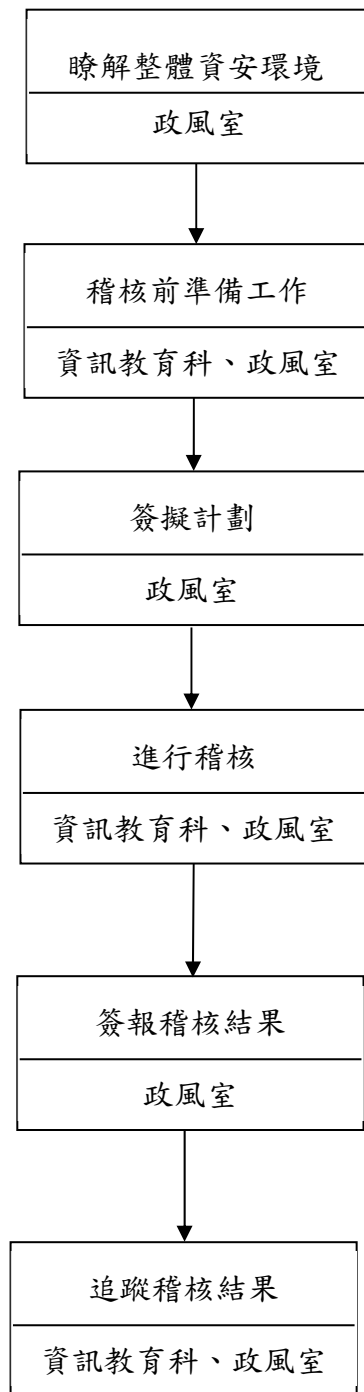 瞭解整體資安環境
政風室
稽核前準備工作
資訊教育科、政風室
簽擬計劃
政風室
進行稽核
資訊教育科、政風室
簽報稽核結果
政風室
追蹤稽核結果
資訊教育科、政風室